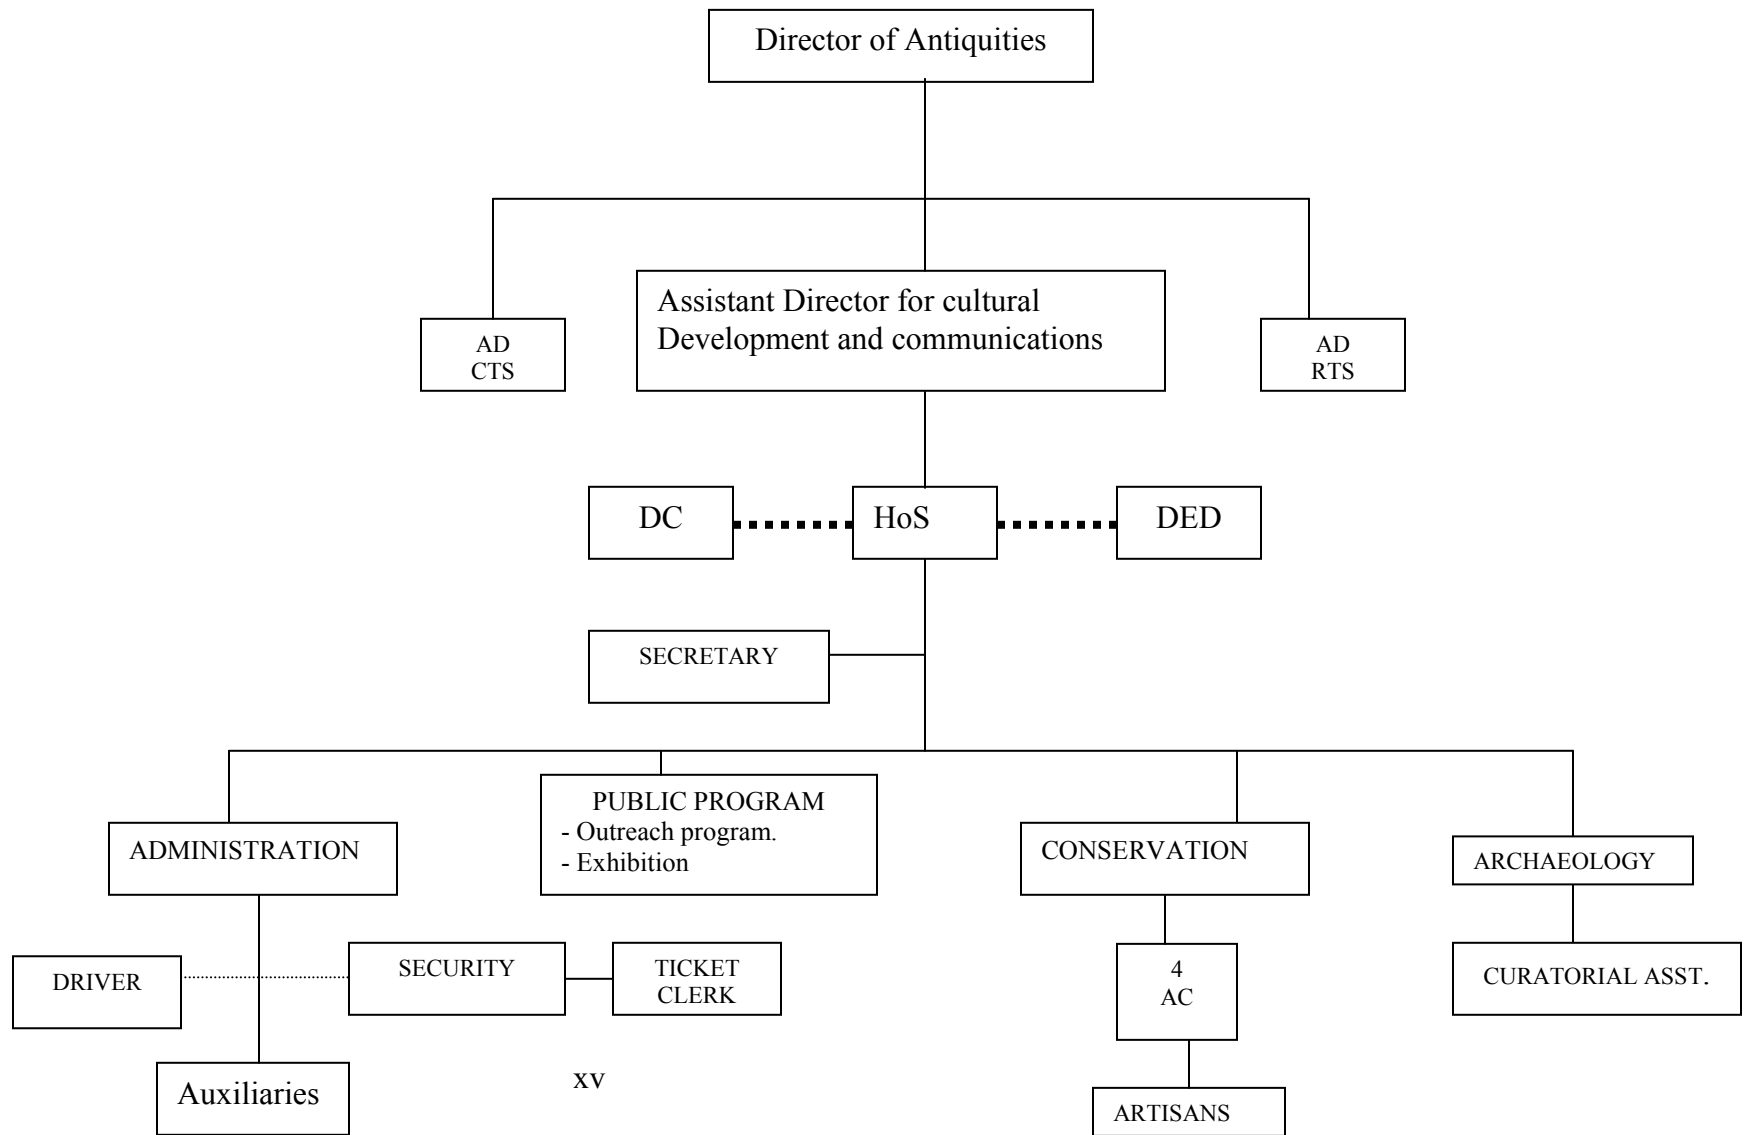 Director of Antiquities
Assistant Director for cultural
Development and communications
AD
CTS
AD
RTS
DC
HoS
DED
SECRETARY
ADMINISTRATION
PUBLIC PROGRAM
- Outreach program.
- Exhibition
CONSERVATION
ARCHAEOLOGY
DRIVER
SECURITY
TICKET
CLERK
4
AC
CURATORIAL ASST.
Auxiliaries
xv
ARTISANS